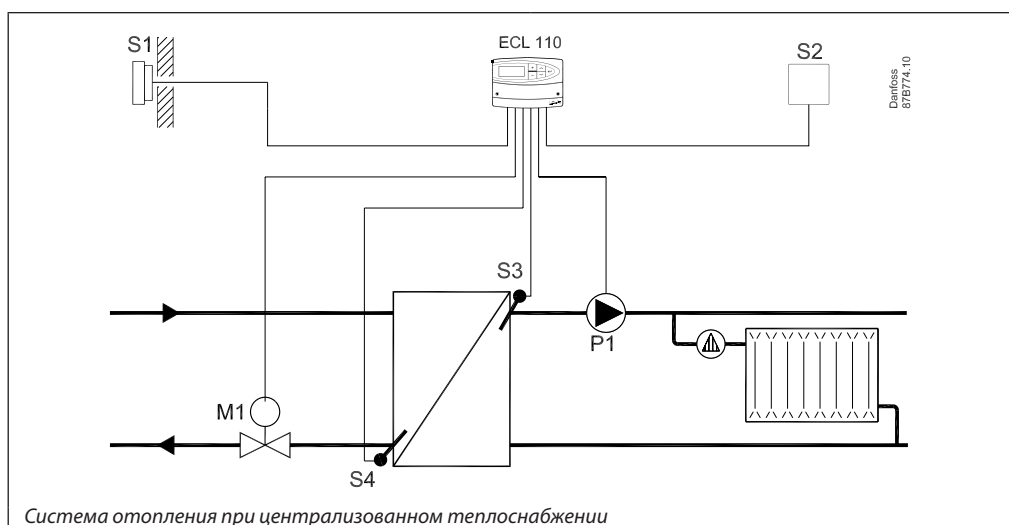 S1
ECL 110
S2
Danfoss
87B774.10
S3
P1
M1
S4
Система отопления при централизованном теплоснабжении